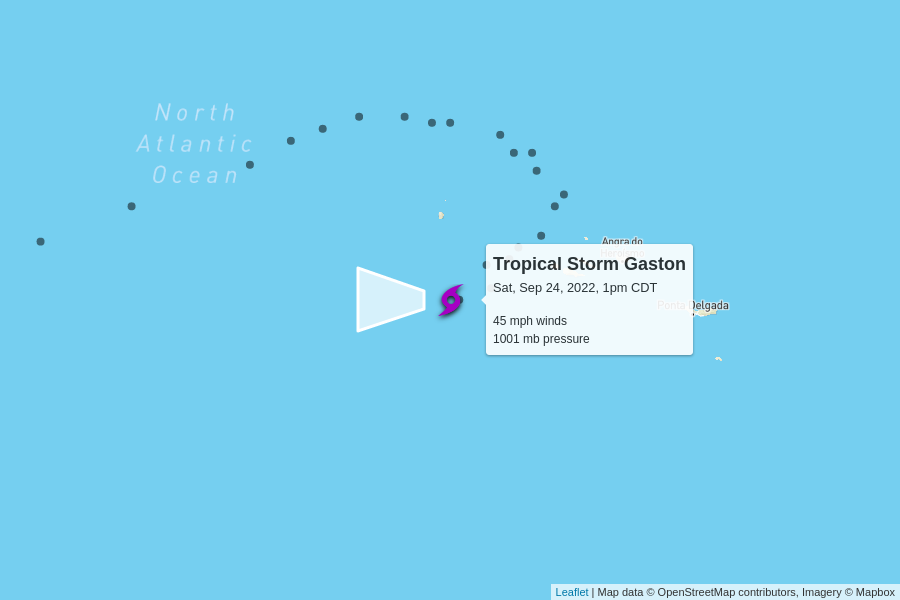 North
Atlantic
Ocean
Angra do
Tropical Storm Gaston
Sat, Sep 24, 2022, 1pm CDT
Ponta Delgada
45 mph winds
1001 mb pressure
Leaflet | Map data © OpenStreetMap contributors, Imagery © Mapbox